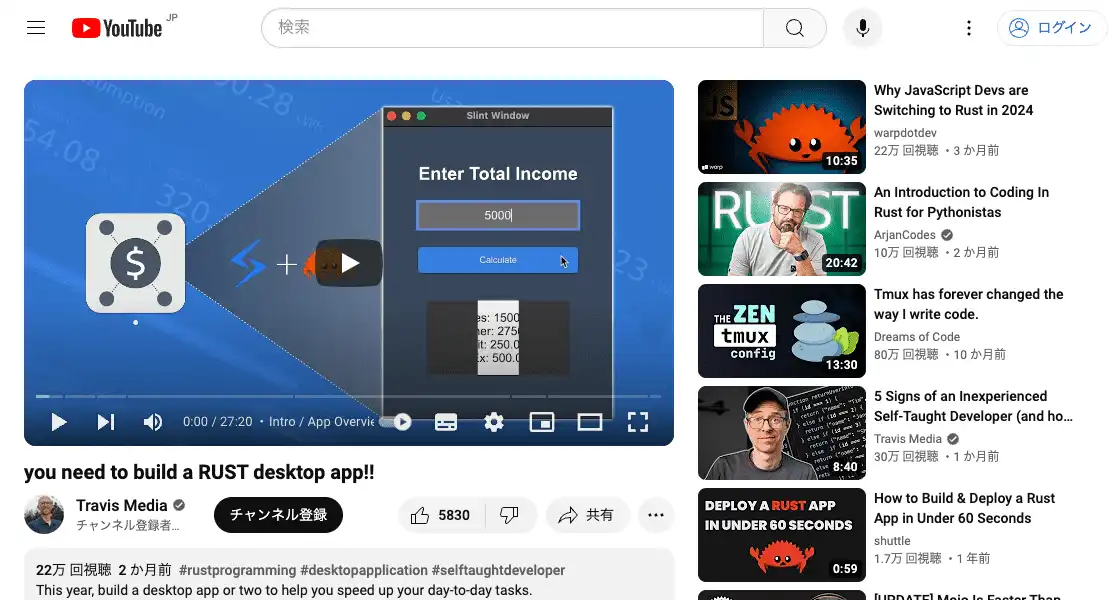 YouTube JP
検索
ログイン
54.08
320
Slint Window
Enter Total Income
5000
Calculate
es: 1500
ner: 2750
it: 250.0
x: 500.0
0:00 / 27:20 • Intro / App Overvie
you need to build a RUST desktop app!!
Travis Media
チャンネル登録者...
チャンネル登録
5830
共有
22万 回視聴 2 か月前 #rustprogramming #desktopapplication #selftaughtdeveloper
This year, build a desktop app or two to help you speed up your day-to-day tasks.
JS
warp
10:35
Why JavaScript Devs are
Switching to Rust in 2024
warpdotdev
22万 回視聴 ・3 か月前
RUST
20:42
An Introduction to Coding In
Rust for Pythonistas
ArjanCodes
10万 回視聴 ・2 か月前
THE ZEN
tmux
config
13:30
Tmux has forever changed the
way I write code.
Dreams of Code
80万 回視聴 ・10 か月前
8:40
5 Signs of an Inexperienced
Self-Taught Developer (and ho...
Travis Media
30万 回視聴 ・1 か月前
DEPLOY A RUST APP
IN UNDER 60 SECONDS
0:59
How to Build & Deploy a Rust
App in Under 60 Seconds
shuttle
1.7万 回視聴 ・1 年前
[UPDATE] Mojo Is Faster Than